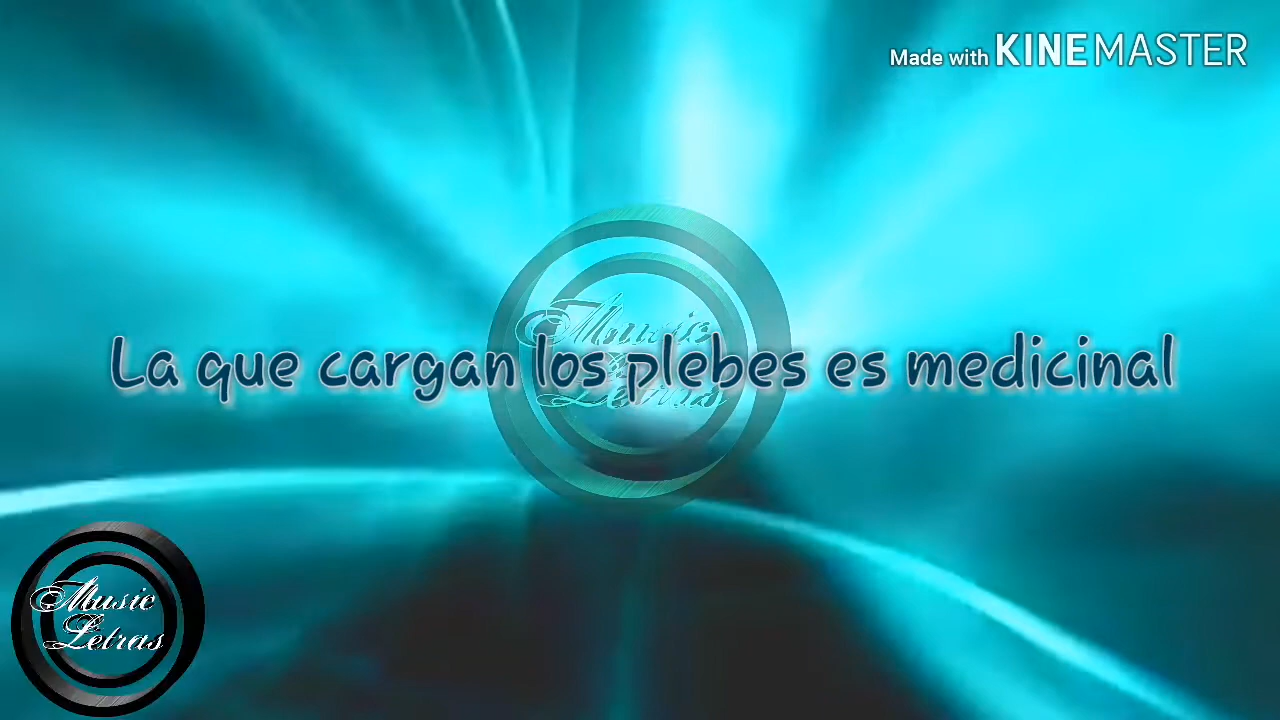 Made with KINEMASTER
Music
Letras
La que cargan los plebes es medicinal
Music
Letras